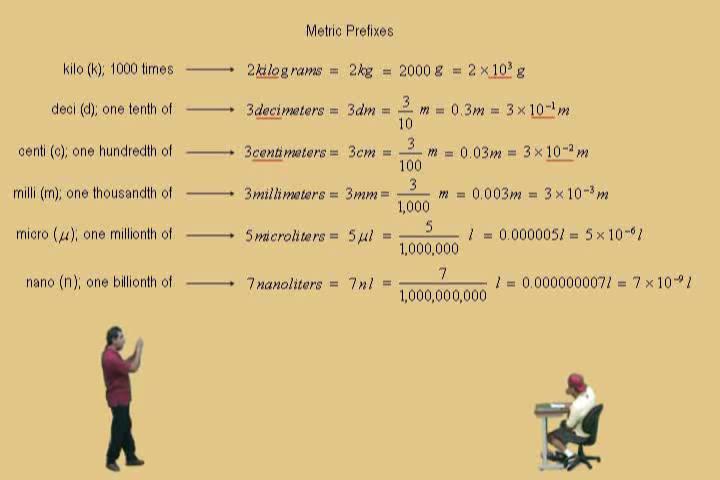 Metric Prefixes
kilo (k); 1000 times → 2kilograms = 2kg = 2000 g = 2 × 10³ g
deci (d); one tenth of → 3decimeters = 3dm = 3/10 m = 0.3m = 3 × 10⁻¹ m
centi (c); one hundredth of → 3centimeters = 3cm = 3/100 m = 0.03m = 3 × 10⁻² m
milli (m); one thousandth of → 3millimeters = 3mm = 3/1,000 m = 0.003m = 3 × 10⁻³ m
micro (μ); one millionth of → 5microliters = 5μl = 5/1,000,000 l = 0.000005l = 5 × 10⁻⁶ l
nano (n); one billionth of → 7nanoliters = 7nl = 7/1,000,000,000 l = 0.000000007l = 7 × 10⁻⁹ l